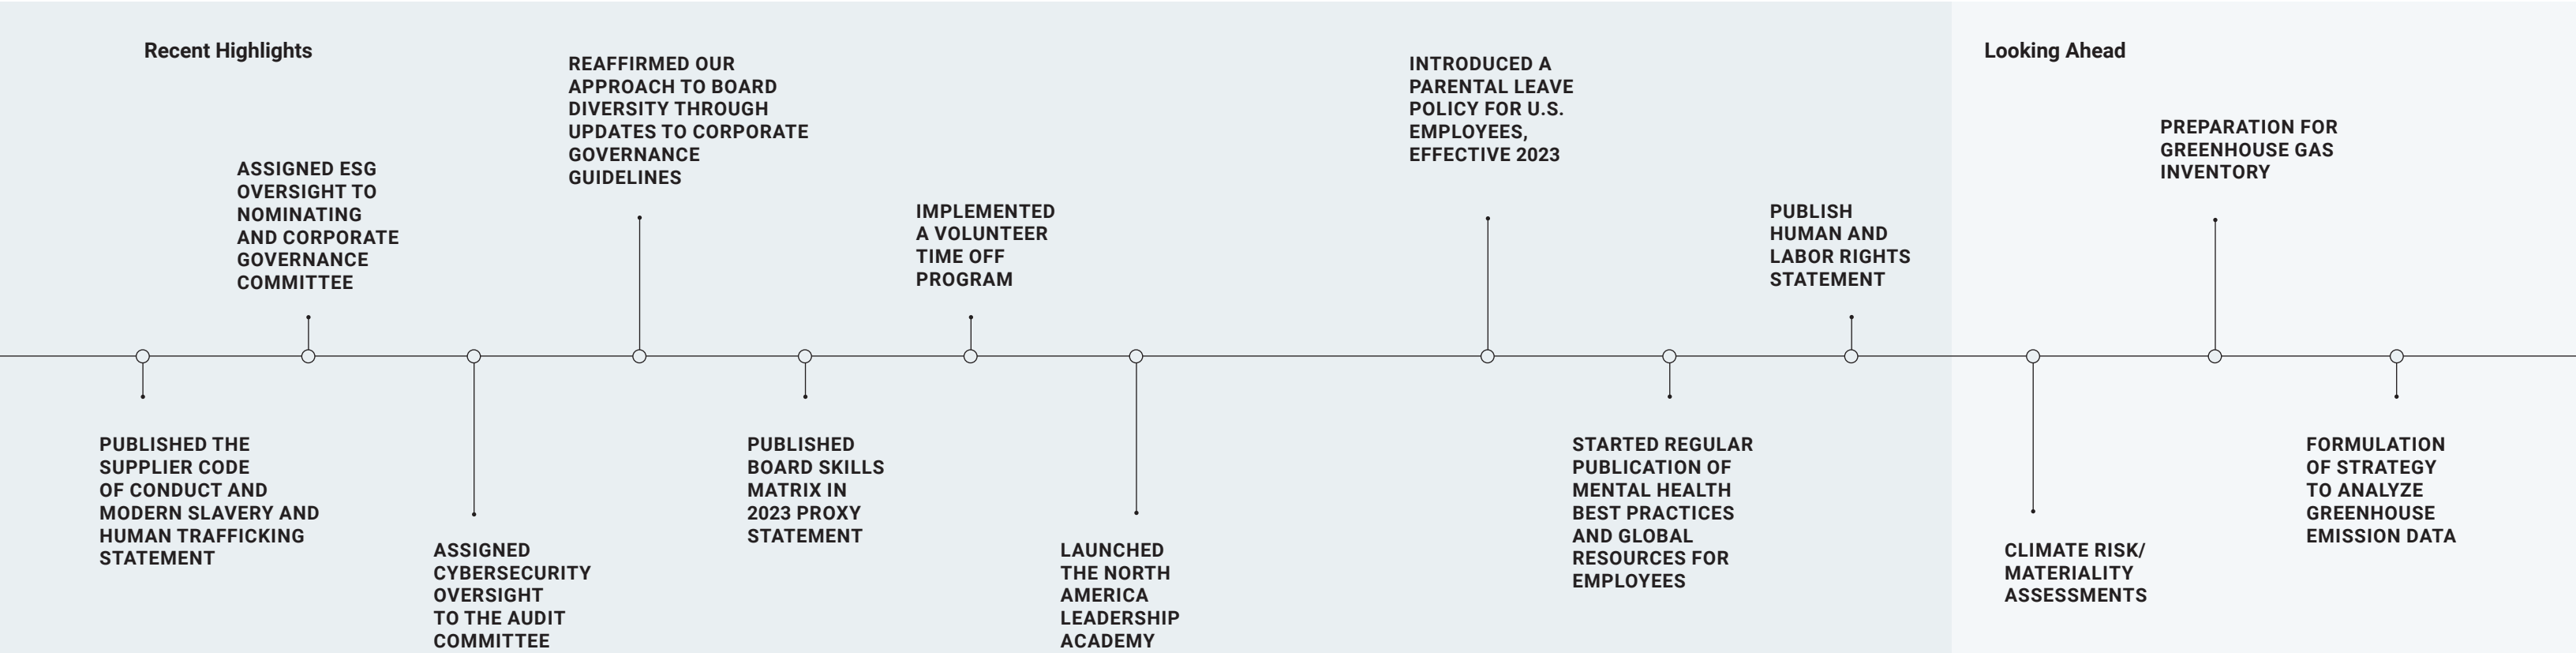 Recent Highlights
PUBLISHED THE
SUPPLIER CODE
OF CONDUCT AND
MODERN SLAVERY AND
HUMAN TRAFFICKING
STATEMENT
ASSIGNED ESG
OVERSIGHT TO
NOMINATING
AND CORPORATE
GOVERNANCE
COMMITTEE
ASSIGNED
CYBERSECURITY
OVERSIGHT
TO THE AUDIT
COMMITTEE
REAFFIRMED OUR
APPROACH TO BOARD
DIVERSITY THROUGH
UPDATES TO CORPORATE
GOVERNANCE
GUIDELINES
PUBLISHED
BOARD SKILLS
MATRIX IN
2023 PROXY
STATEMENT
IMPLEMENTED
A VOLUNTEER
TIME OFF
PROGRAM
LAUNCHED
THE NORTH
AMERICA
LEADERSHIP
ACADEMY
INTRODUCED A
PARENTAL LEAVE
POLICY FOR U.S.
EMPLOYEES,
EFFECTIVE 2023
STARTED REGULAR
PUBLICATION OF
MENTAL HEALTH
BEST PRACTICES
AND GLOBAL
RESOURCES FOR
EMPLOYEES
PUBLISH
HUMAN AND
LABOR RIGHTS
STATEMENT
Looking Ahead
CLIMATE RISK/
MATERIALITY
ASSESSMENTS
PREPARATION FOR
GREENHOUSE GAS
INVENTORY
FORMULATION
OF STRATEGY
TO ANALYZE
GREENHOUSE
EMISSION DATA